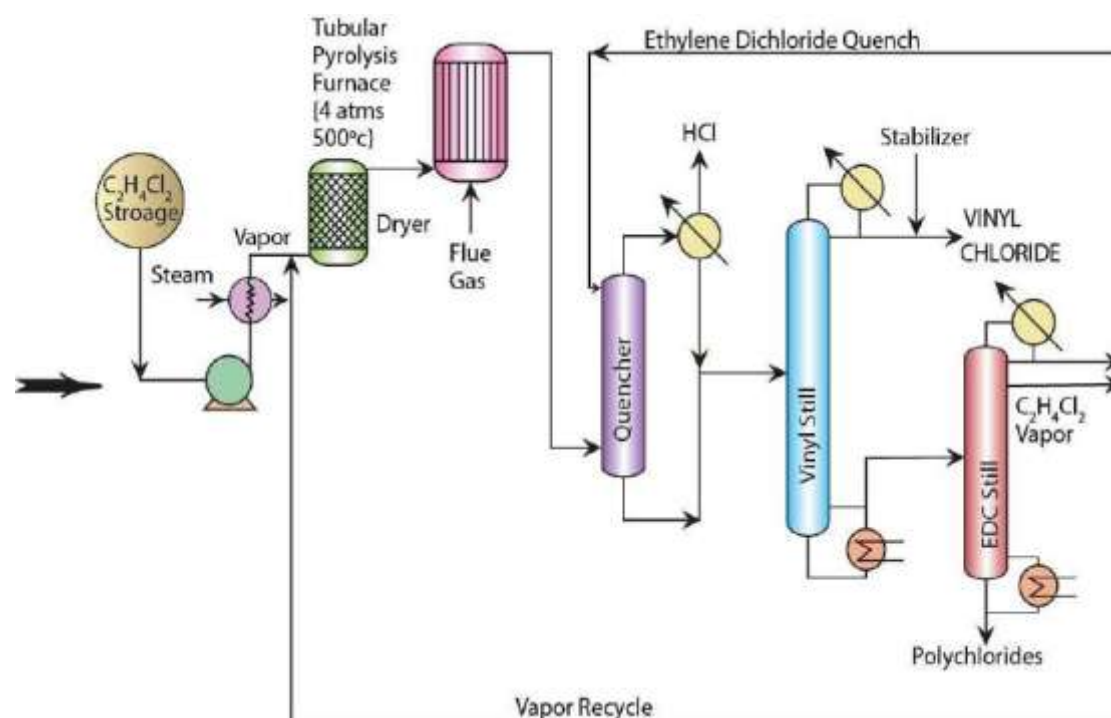 Tubular
Pyrolysis
Furnace
{4 atms
500°c}
Ethylene Dichloride Quench
HCl
Stabilizer
C₂H₄Cl₂
Stroage
Vapor
Dryer
Steam
Flue
Gas
VINYL
CHLORIDE
Quencher
Vinyl Still
EDC Still
C₂H₄Cl₂
Vapor
Polychlorides
Vapor Recycle